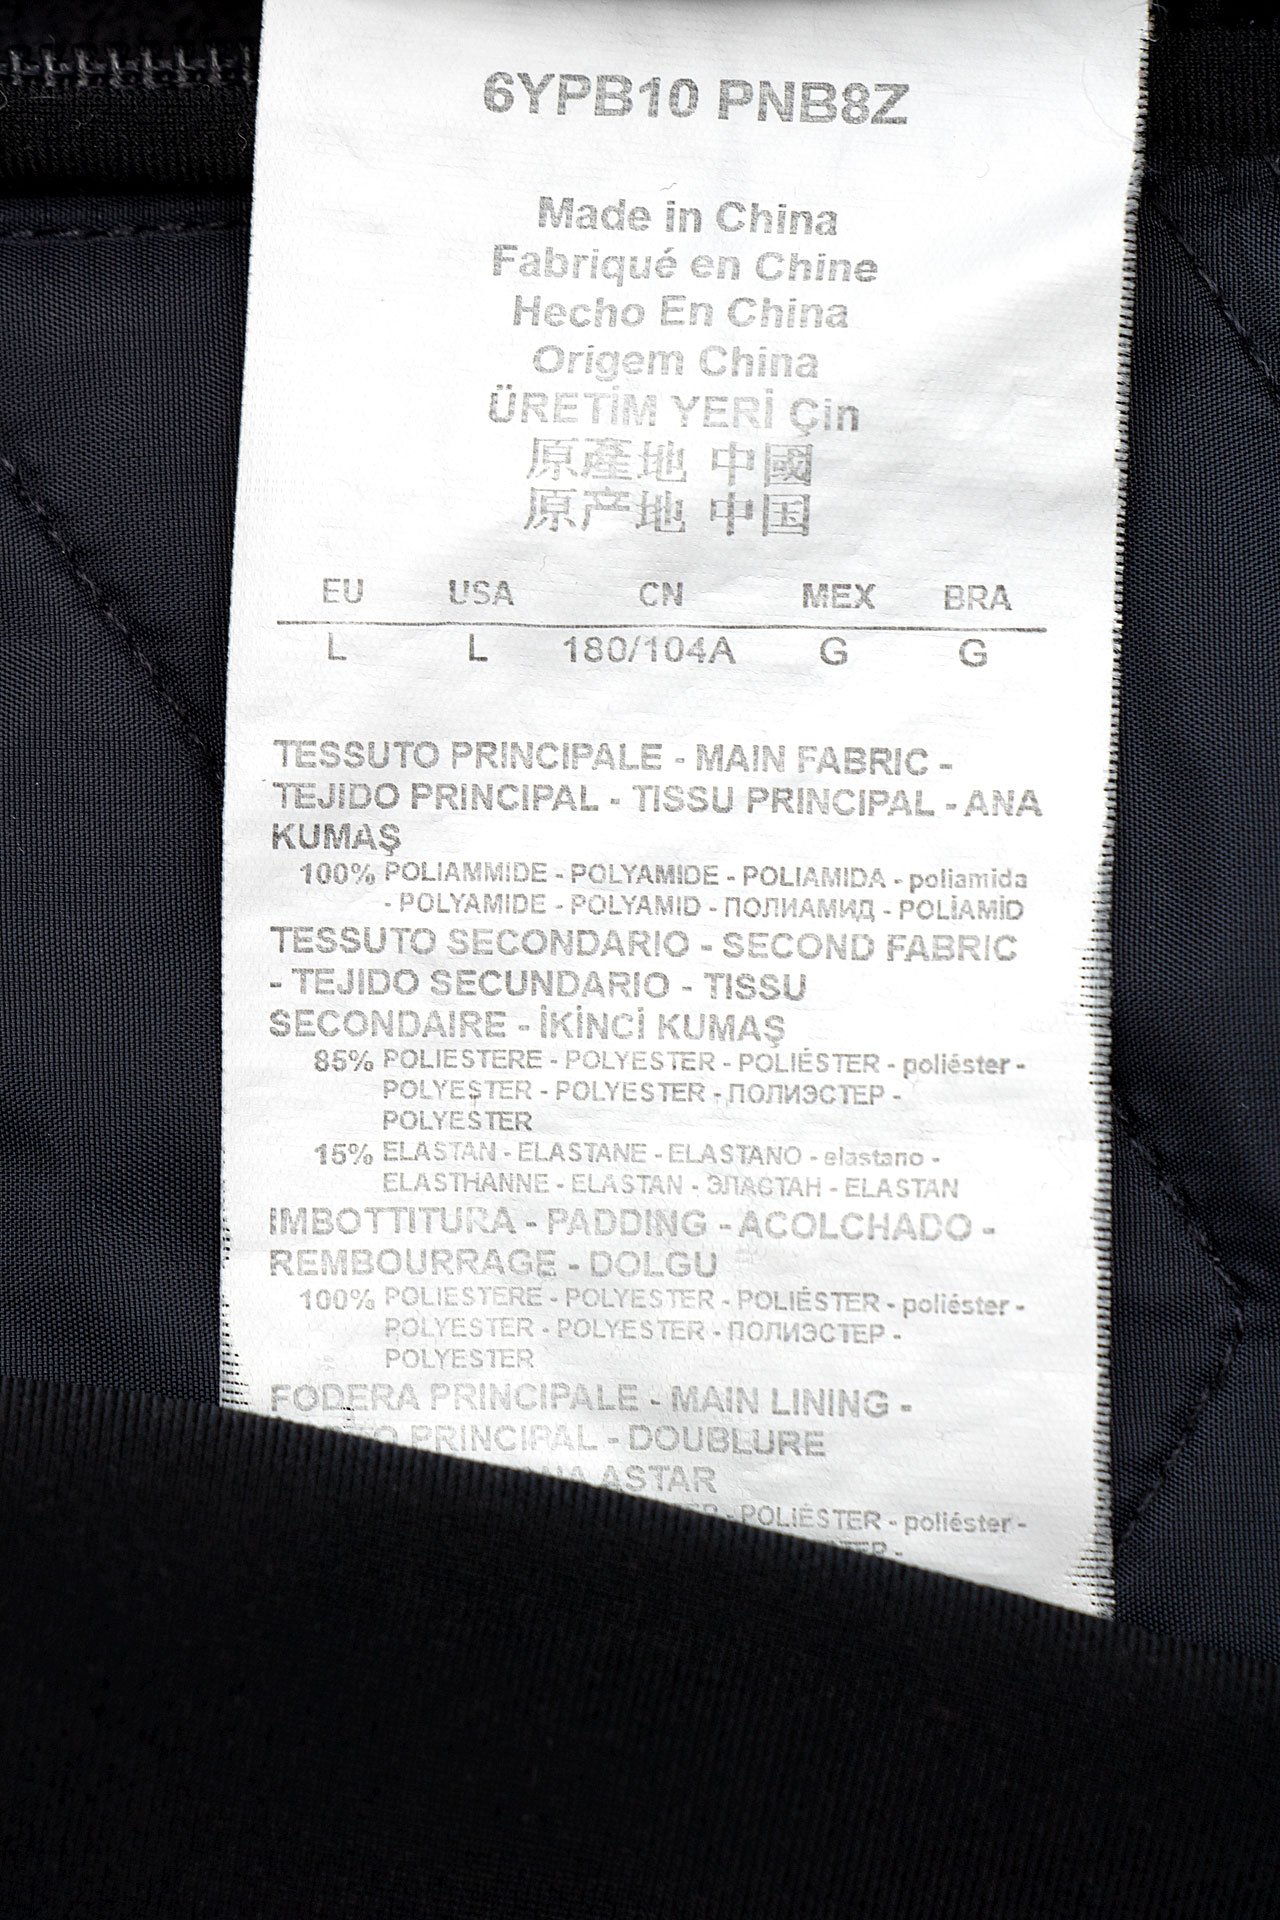 6YPB10 PNB8Z
Made in China
Fabriqué en Chine
Hecho En China
Origem China
ÜRETİM YERİ Çin
原產地 中國
原产地 中国
EU USA CN MEX BRA
L L 180/104A G G
TESSUTO PRINCIPALE - MAIN FABRIC -
TEJIDO PRINCIPAL - TISSU PRINCIPAL - ANA
KUMAŞ
100% POLIAMMIDE - POLYAMIDE - POLIAMIDA - poliamida
- POLYAMIDE - POLYAMID - ПОЛИАМИД - POLİAMİD
TESSUTO SECONDARIO - SECOND FABRIC
- TEJIDO SECUNDARIO - TISSU
SECONDAIRE - İKİNCİ KUMAŞ
85% POLIESTERE - POLYESTER - POLIÉSTER - poliéster -
POLYESTER - POLYESTER - ПОЛИЭСТЕР -
POLYESTER
15% ELASTAN - ELASTANE - ELASTANO - elastano -
ELASTHANNE - ELASTAN - ЭЛАСТАН - ELASTAN
IMBOTTITURA - PADDING - ACOLCHADO -
REMBOURRAGE - DOLGU
100% POLIESTERE - POLYESTER - POLIÉSTER - poliéster -
POLYESTER - POLYESTER - ПОЛИЭСТЕР -
POLYESTER
FODERA PRINCIPALE - MAIN LINING -
PRINCIPAL - DOUBLURE
ASTAR
- POLIÉSTER - poliéster -